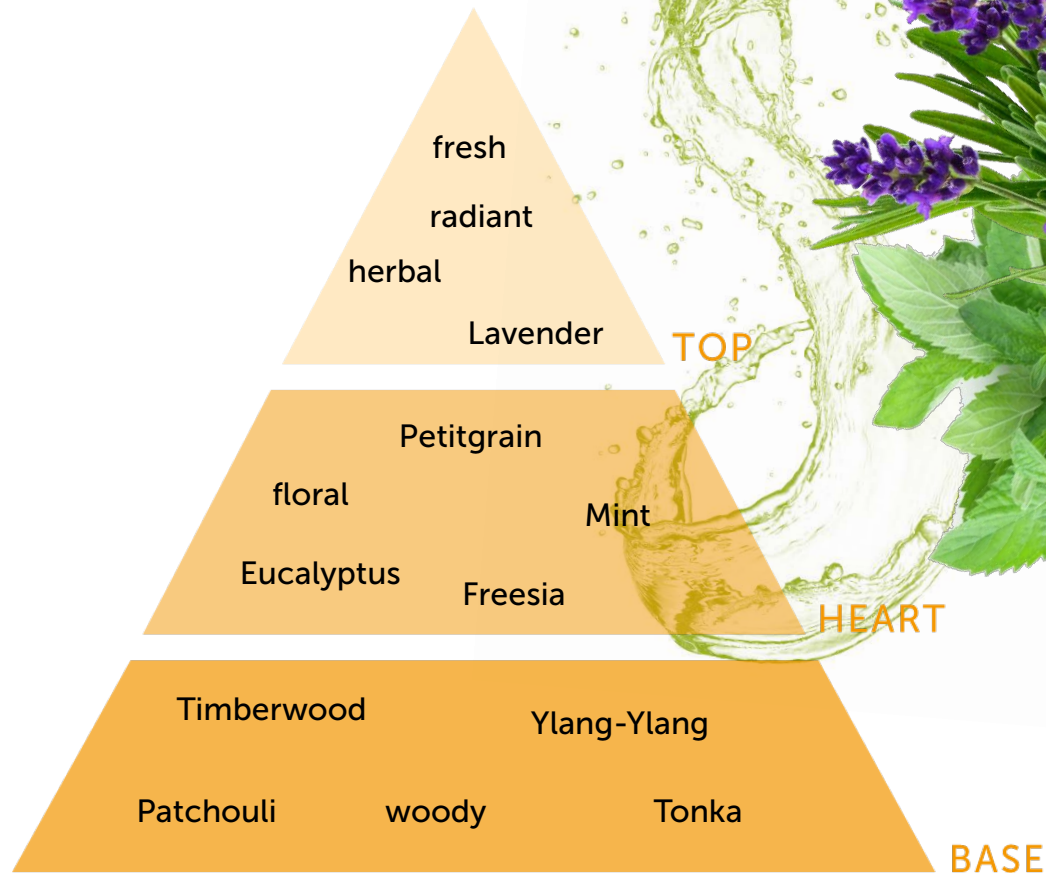 fresh
radiant
herbal
Lavender
TOP
Petitgrain
floral
Mint
Eucalyptus
Freesia
HEART
Timberwood
Ylang-Ylang
Patchouli woody Tonka
BASE